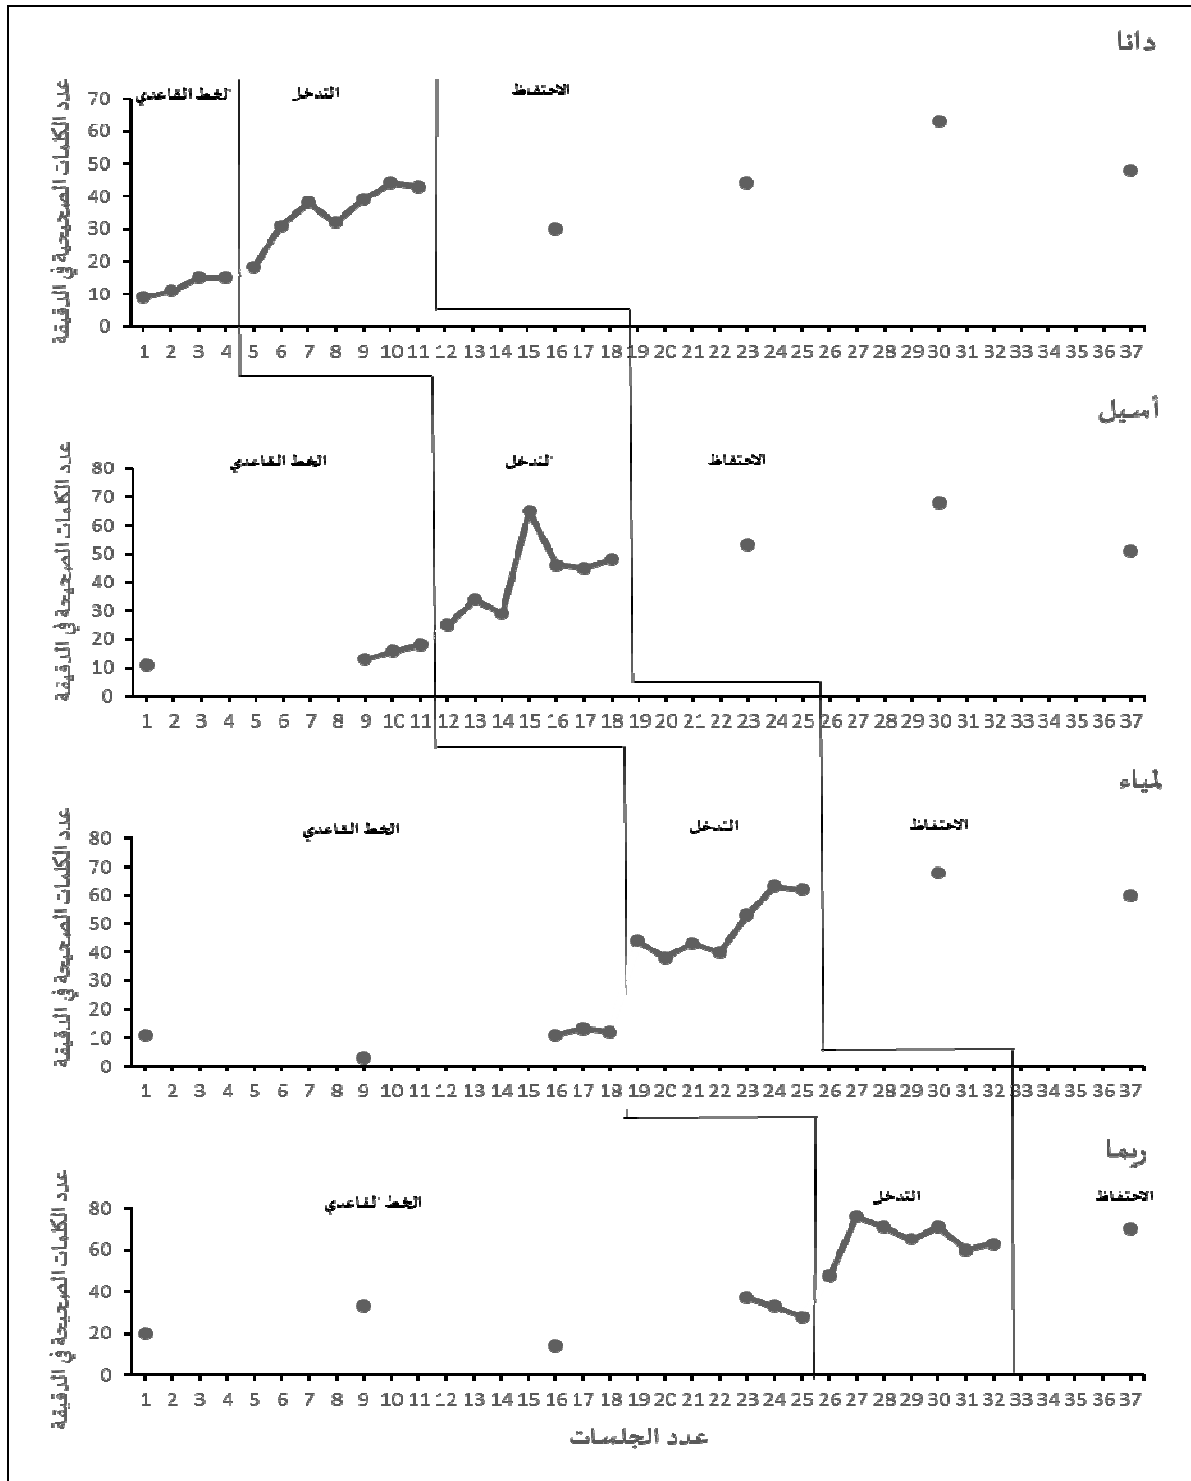 دانا
عدد الكلمات الصحيحة في الدقيقة
الخط القاعدي
التدخل
الاحتفاظ
70
60
50
40
30
20
10
0
1 2 3 4 5 6 7 8 9 10 11 12 13 14 15 16 17 18 19 20 21 22 23 24 25 26 27 28 29 30 31 32 33 34 35 36 37
أسيل
عدد الكلمات الصحيحة في الدقيقة
الخط القاعدي
التدخل
الاحتفاظ
80
70
60
50
40
30
20
10
0
1 2 3 4 5 6 7 8 9 10 11 12 13 14 15 16 17 18 19 20 21 22 23 24 25 26 27 28 29 30 31 32 33 34 35 36 37
لمياء
عدد الكلمات الصحيحة في الدقيقة
الخط القاعدي
التدخل
الاحتفاظ
80
70
60
50
40
30
20
10
0
1 2 3 4 5 6 7 8 9 10 11 12 13 14 15 16 17 18 19 20 21 22 23 24 25 26 27 28 29 30 31 32 33 34 35 36 37
ريما
عدد الكلمات الصحيحة في الدقيقة
الخط القاعدي
التدخل
الاحتفاظ
80
60
40
20
0
1 2 3 4 5 6 7 8 9 10 11 12 13 14 15 16 17 18 19 20 21 22 23 24 25 26 27 28 29 30 31 32 33 34 35 36 37
عدد الجلسات